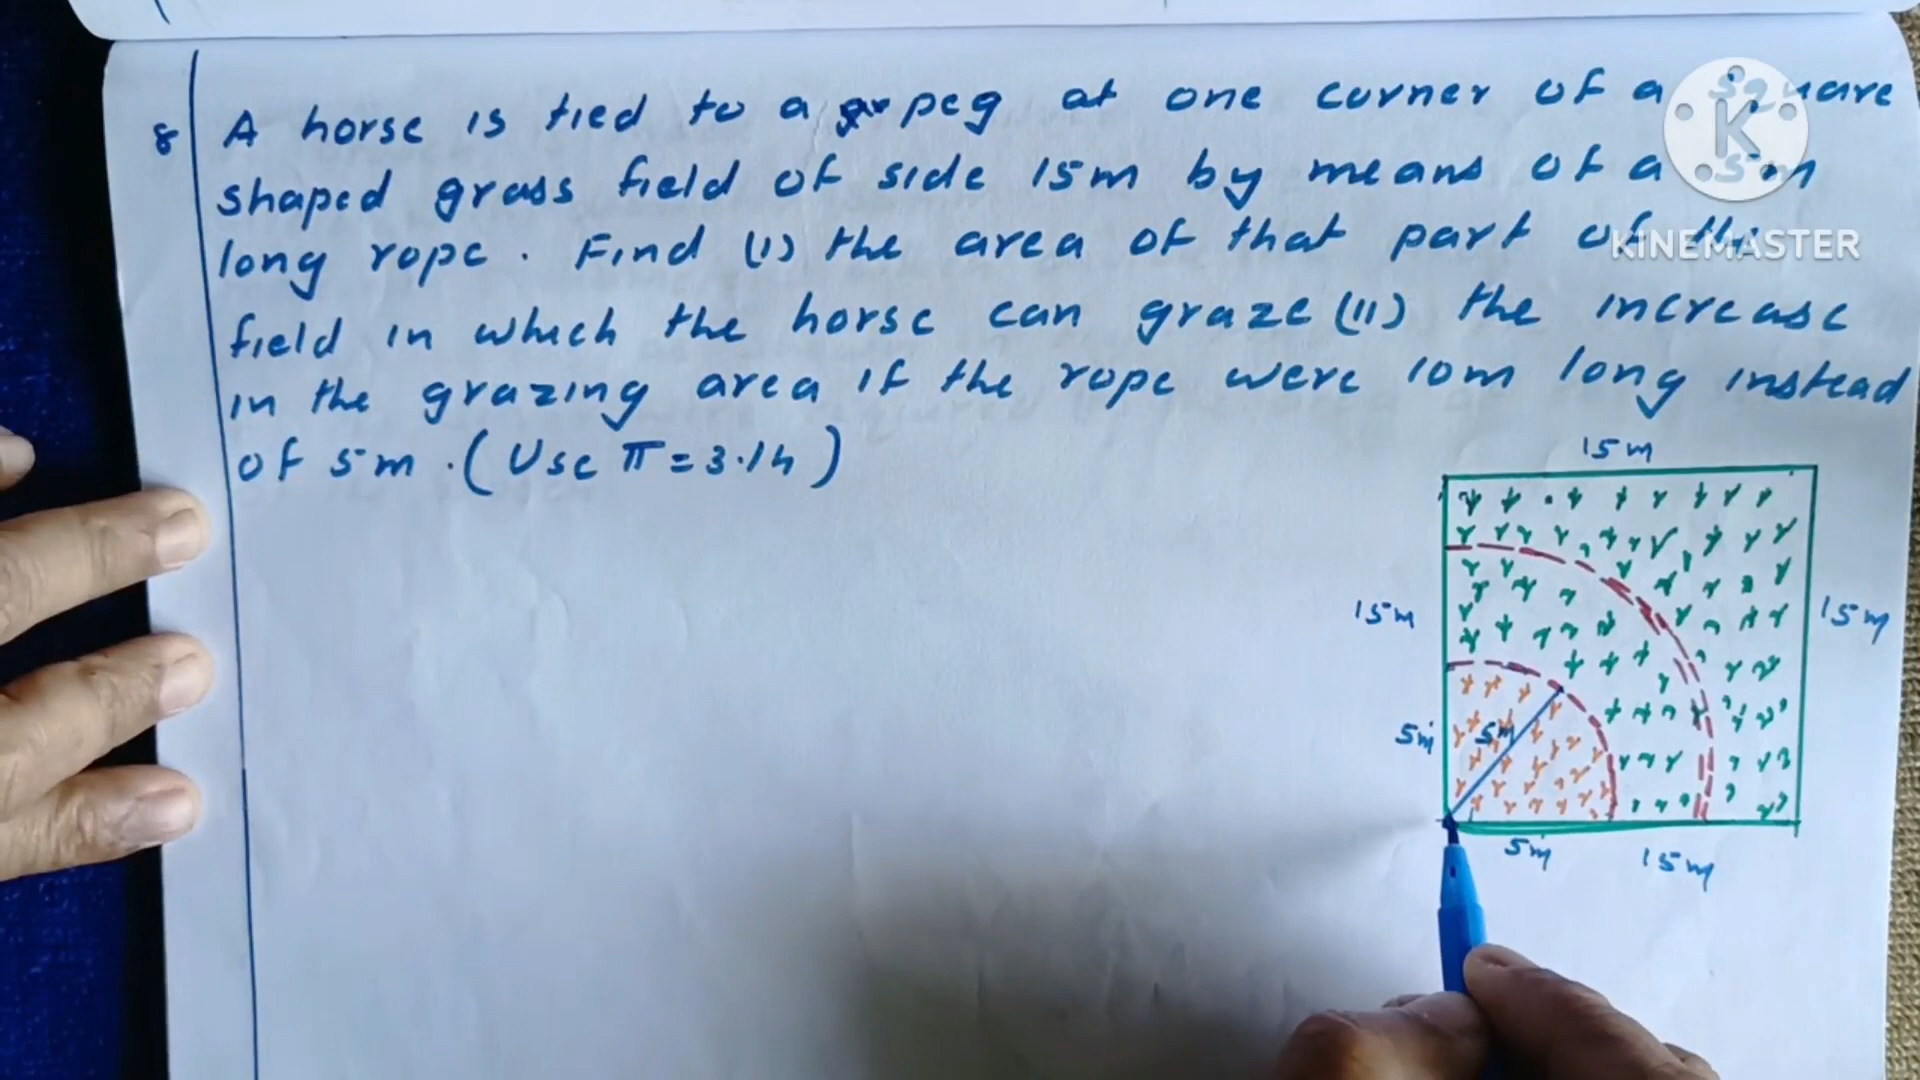 8 A horse is tied to a peg at one corner of a square
shaped grass field of side 15m by means of a 5m
long rope. Find (I) the area of that part of the
field in which the horse can graze (II) the increase
in the grazing area if the rope were 10m long instead
of 5m. (Use π = 3.14)
15m
15m
15m
5m
5m
5m
15m
K
KINEMASTER